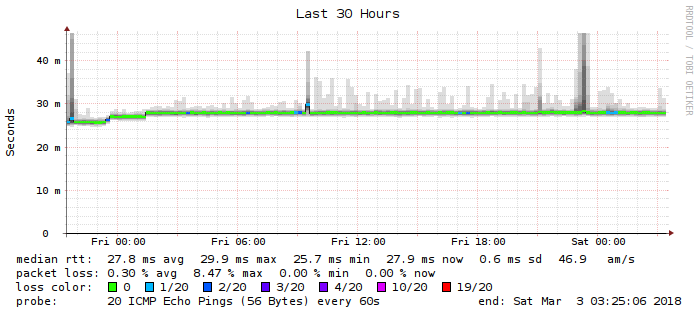 Last 30 Hours
RRDTOOL / TOBI OETIKER
Seconds
40 m
30 m
20 m
10 m
0
Fri 00:00 Fri 06:00 Fri 12:00 Fri 18:00 Sat 00:00
median rtt: 27.8 ms avg 29.9 ms max 25.7 ms min 27.9 ms now 0.6 ms sd 46.9 am/s
packet loss: 0.30 % avg 8.47 % max 0.00 % min 0.00 % now
loss color: 0 1/20 2/20 3/20 4/20 10/20 19/20
probe: 20 ICMP Echo Pings (56 Bytes) every 60s end: Sat Mar 3 03:25:06 2018